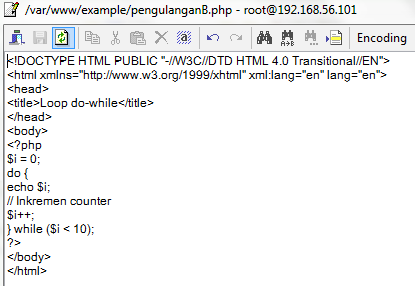 /var/www/example/pengulanganB.php - root@192.168.56.101
Encoding
<!DOCTYPE HTML PUBLIC "-//W3C//DTD HTML 4.0 Transitional//EN">
<html xmlns="http://www.w3.org/1999/xhtml" xml:lang="en" lang="en">
<head>
<title>Loop do-while</title>
</head>
<body>
<?php
$i = 0;
do {
echo $i;
// Inkremen counter
$i++;
} while ($i < 10);
?>
</body>
</html>